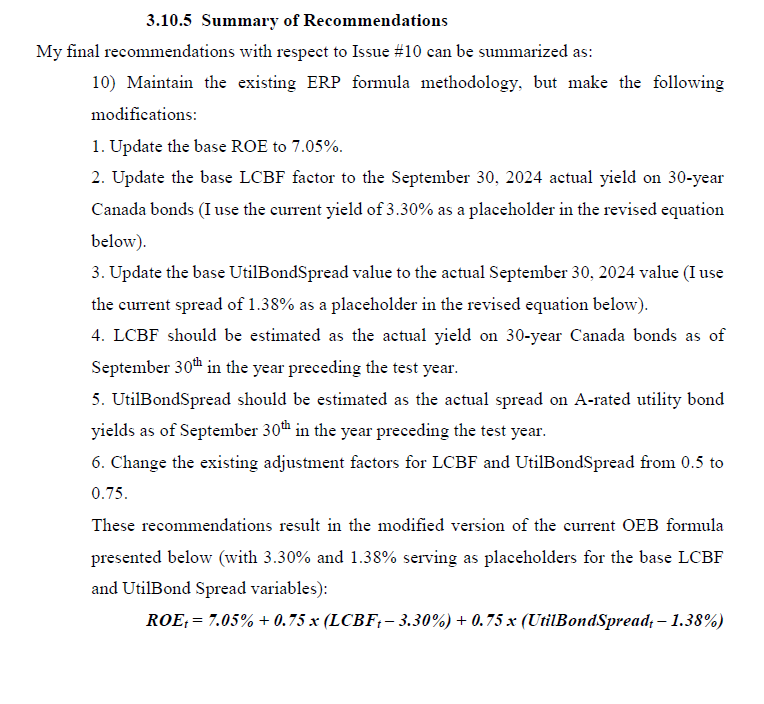 3.10.5 Summary of Recommendations
My final recommendations with respect to Issue #10 can be summarized as:
10) Maintain the existing ERP formula methodology, but make the following
modifications:
1. Update the base ROE to 7.05%.
2. Update the base LCBF factor to the September 30, 2024 actual yield on 30-year
Canada bonds (I use the current yield of 3.30% as a placeholder in the revised equation
below).
3. Update the base UtilBondSpread value to the actual September 30, 2024 value (I use
the current spread of 1.38% as a placeholder in the revised equation below).
4. LCBF should be estimated as the actual yield on 30-year Canada bonds as of
September 30th in the year preceding the test year.
5. UtilBondSpread should be estimated as the actual spread on A-rated utility bond
yields as of September 30th in the year preceding the test year.
6. Change the existing adjustment factors for LCBF and UtilBondSpread from 0.5 to
0.75.
These recommendations result in the modified version of the current OEB formula
presented below (with 3.30% and 1.38% serving as placeholders for the base LCBF
and UtilBond Spread variables):
ROEt = 7.05% + 0.75 x (LCBFt – 3.30%) + 0.75 x (UtilBondSpreadt – 1.38%)